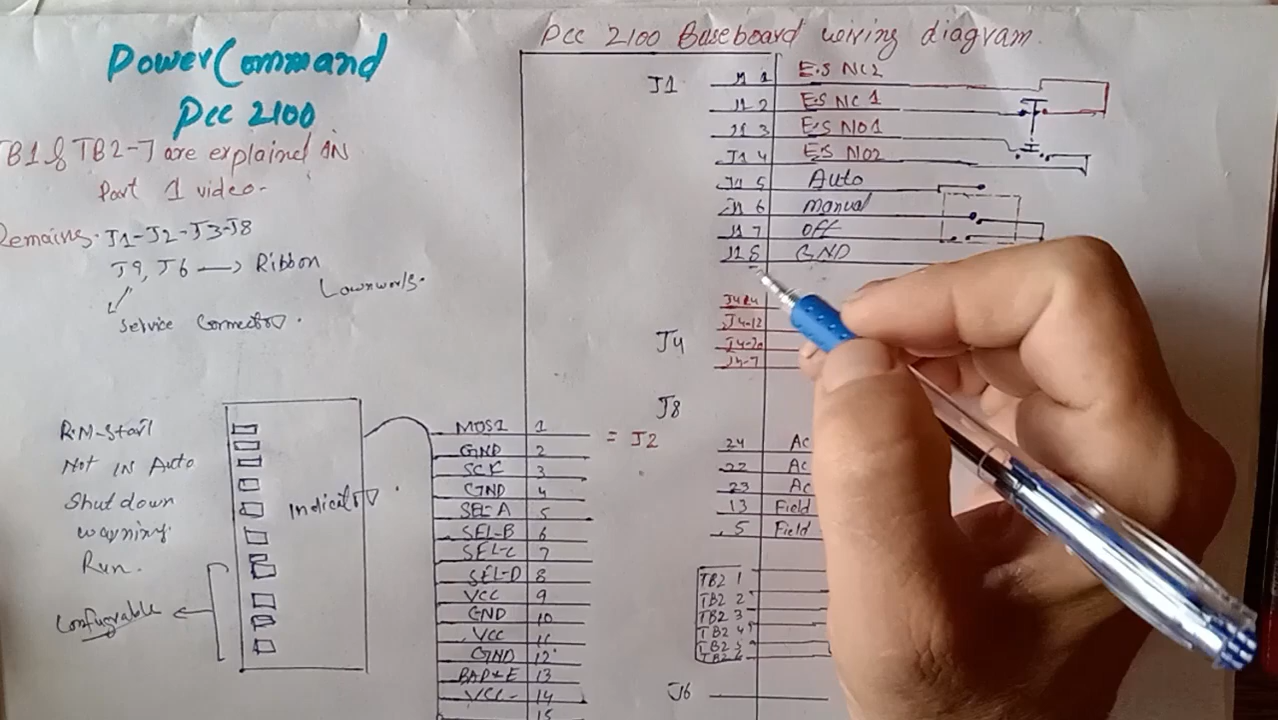 PowerCommand
Pcc 2100
TB1 & TB2-7 are explained IN
Part 1 video-
Remains. J1-J2-J3-J8
J9, J6 → Ribbon
Service Connector.
Pcc 2100 Baseboard wiring diagram.
J1
J1 1 E.S NC2
J1 2 E.S NC 1
J1 3 E.S NO1
J1 4 E.S NO2
J1 5 Auto
J1 6 Manual
J1 7 Off
J1 8 GND
J4
J4-12
J4-20
J4-7
J8
24 Ac
22 Ac
23 Ac
13 Field
5 Field
TB2 1
TB2 2
TB2 3
TB2 4
TB2 5
TB2 6
J6
Not IN Auto
Shut down
Run.
Indicator
MOS1 1
= J2
GND 2
SCK 3
GND 4
SEL-A 5
SEL-B 6
SEL-C 7
SEL-D 8
VCC 9
GND 10
VCC 11
GND 12
13
VCC- 14
15